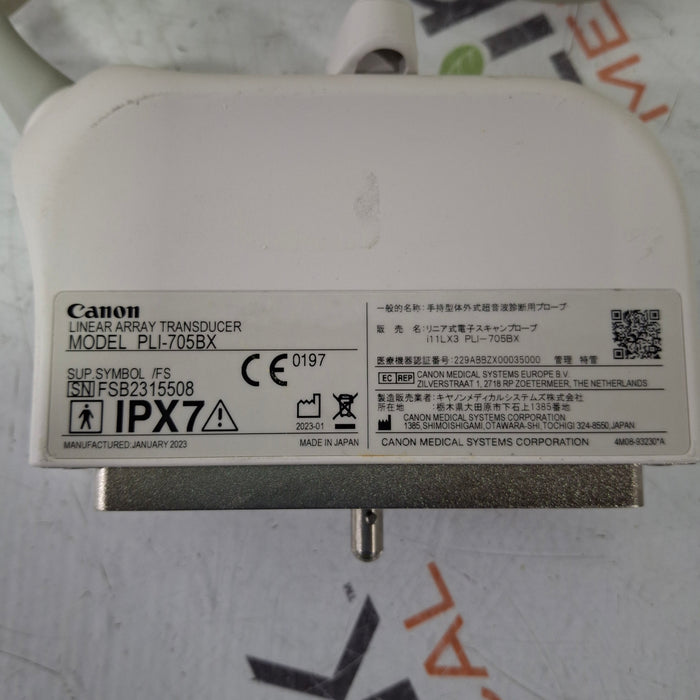 Canon
LINEAR ARRAY TRANSDUCER
MODEL PLI-705BX
SUP.SYMBOL /FS
CE 0197
SN FSB2315508
IPX7
2023-01
MANUFACTURED: JANUARY 2023
MADE IN JAPAN
一般的名称:手持型体外式超音波診断用プローブ
販 売 名:リニア式電子スキャンプローブ
i11LX3 PLI-705BX
医療機器認証番号:229ABBZX00035000 管理 特管
EC REP CANON MEDICAL SYSTEMS EUROPE B.V.
ZILVERSTRAAT 1, 2718 RP ZOETERMEER, THE NETHERLANDS
製造販売業者:キヤノンメディカルシステムズ株式会社
所在地:栃木県大田原市下石上1385番地
CANON MEDICAL SYSTEMS CORPORATION
1385, SHIMOISHIGAMI, OTAWARA-SHI, TOCHIGI 324-8550, JAPAN
CANON MEDICAL SYSTEMS CORPORATION
4M08-93230*A
TM